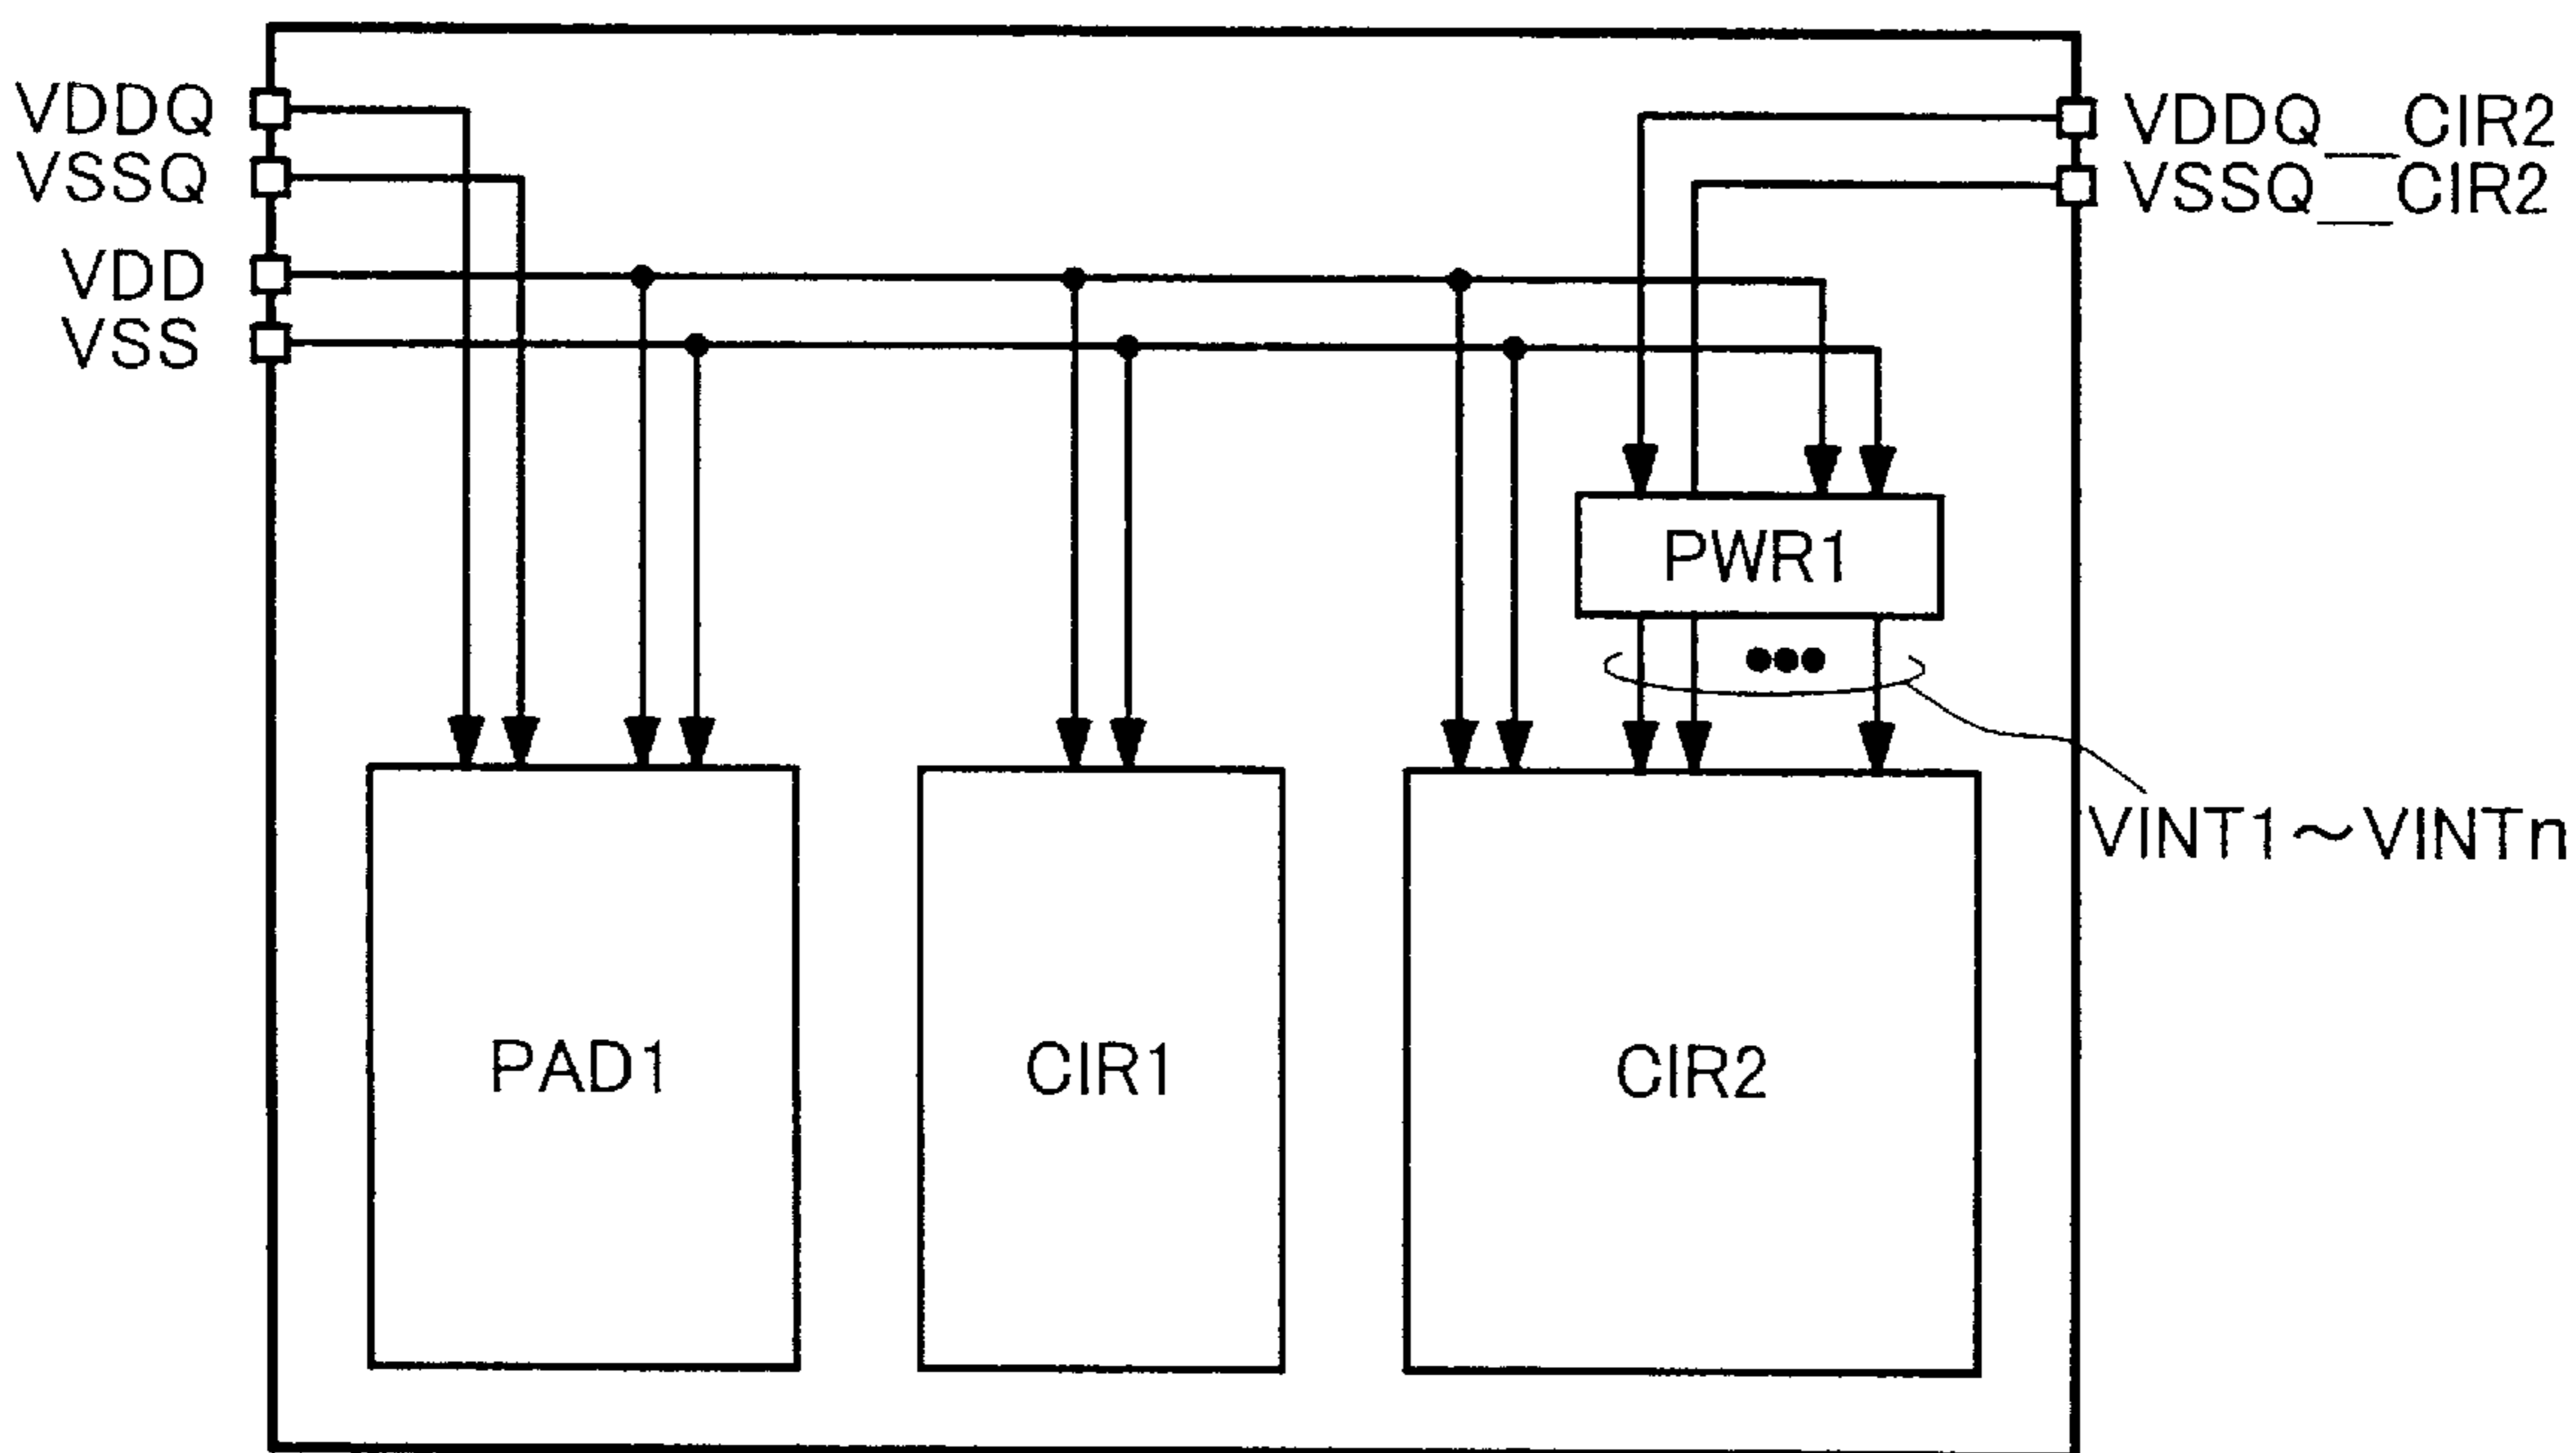 VDDQ
VSSQ
VDD
VSS
VDDQ__CIR2
VSSQ__CIR2
PWR1
VINT1～VINTn
PAD1
CIR1
CIR2